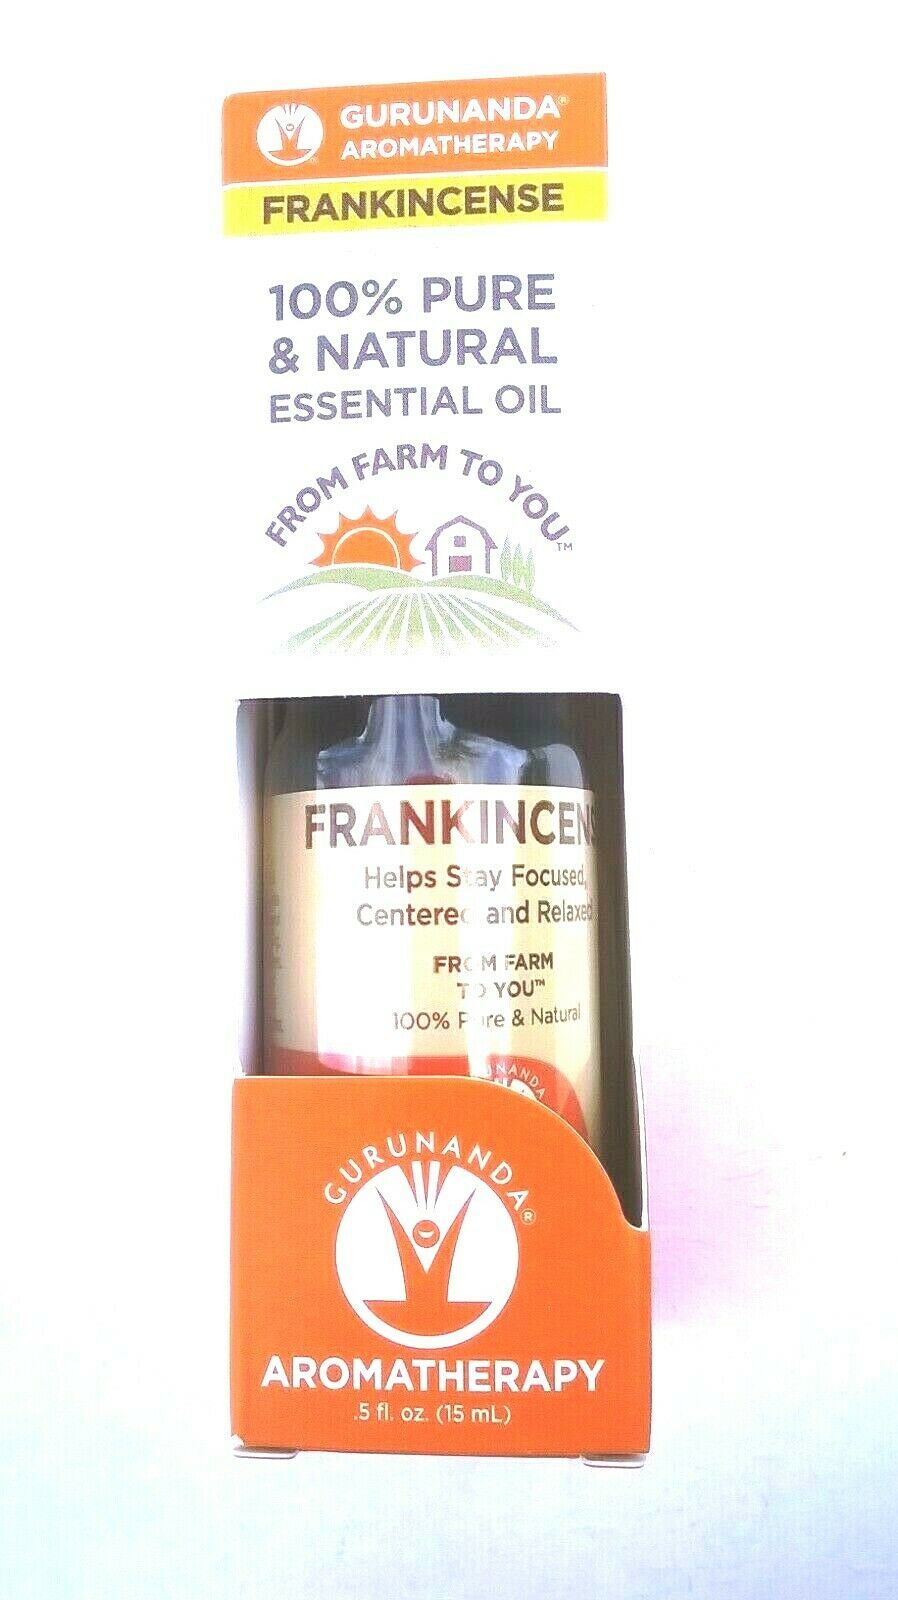 GURUNANDA®
AROMATHERAPY
FRANKINCENSE
100% PURE
& NATURAL
ESSENTIAL OIL
FROM FARM TO YOU™
FRANKINCENS
Helps Stay Focused,
Centered and Relaxed
FROM FARM
TO YOU™
100% Pure & Natural
UNANDA
GURUNANDA®
AROMATHERAPY
.5 fl. oz. (15 mL)